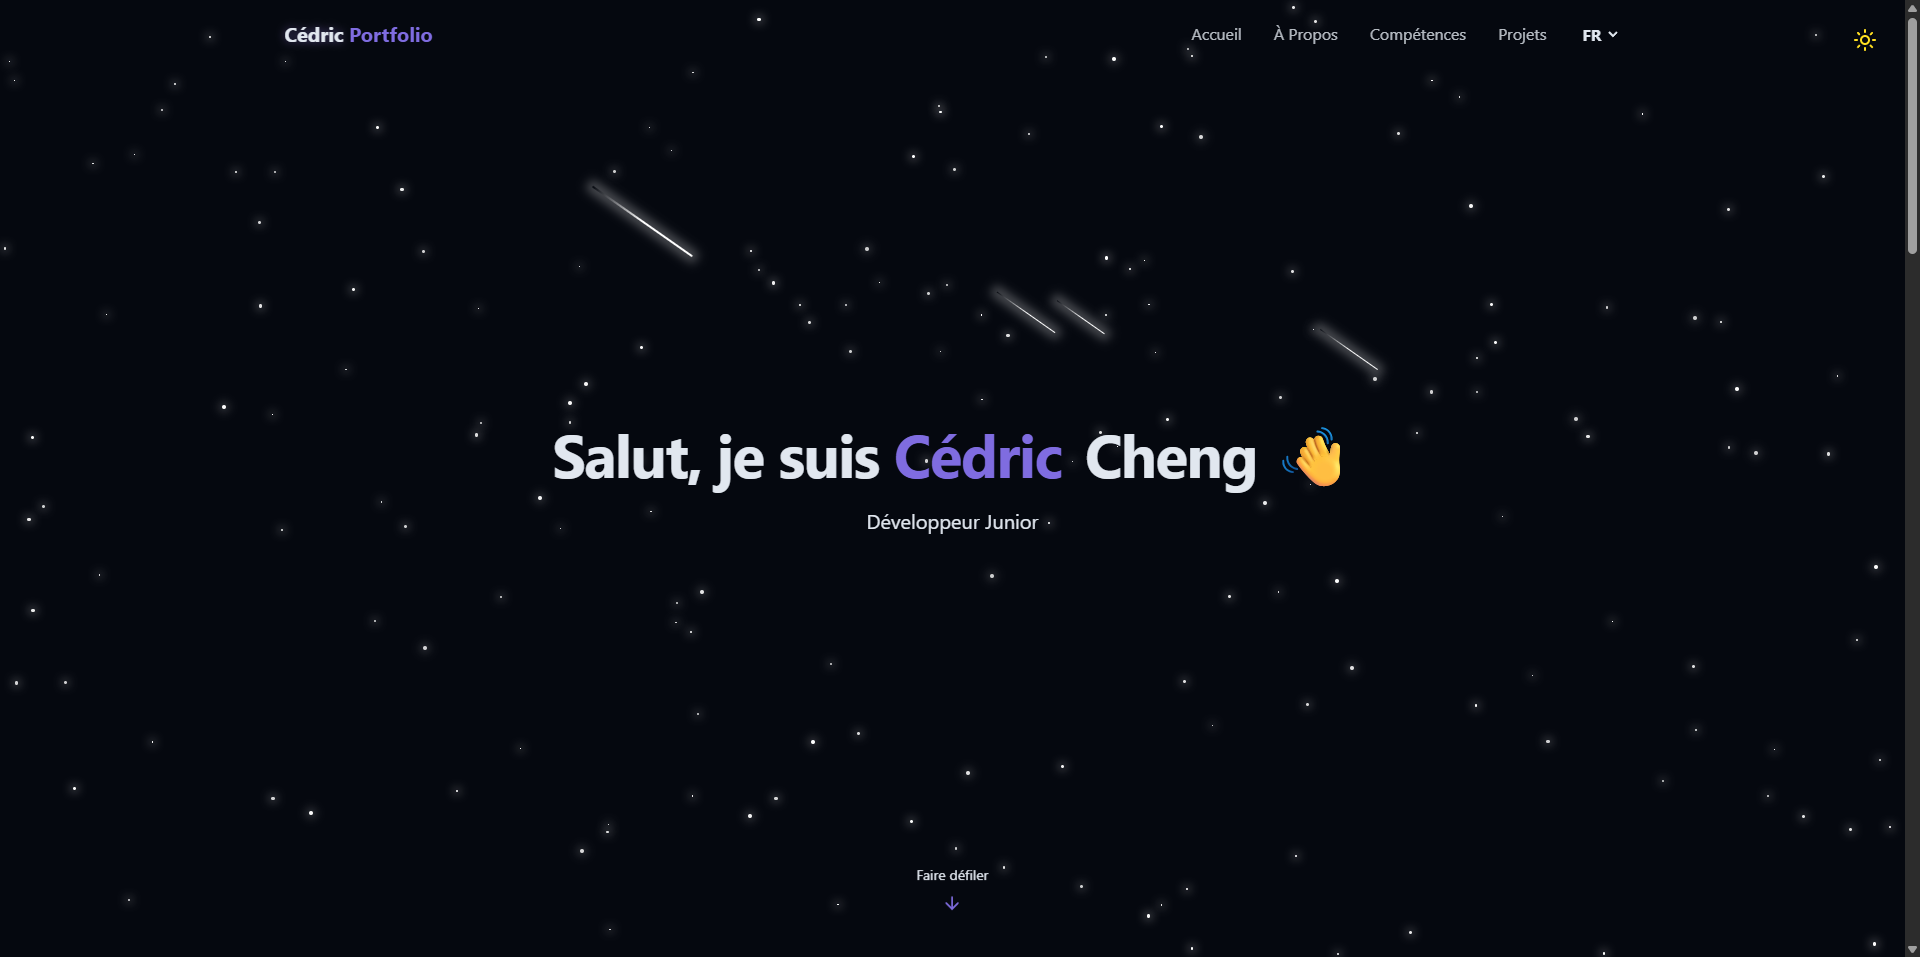 Cédric Portfolio
Accueil
À Propos
Compétences
Projets
FR
Salut, je suis Cédric Cheng 👋
Développeur Junior
Faire défiler